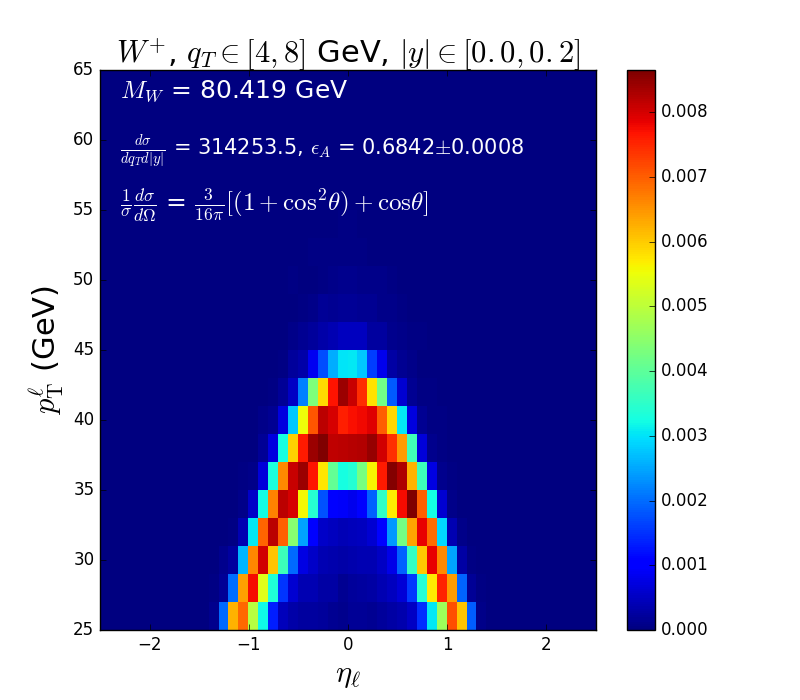 W⁺, q_T ∈ [4, 8] GeV, |y| ∈ [0.0, 0.2]
M_W = 80.419 GeV
dσ/dq_Td|y| = 314253.5, ϵ_A = 0.6842±0.0008
1/σ dσ/dΩ = 3/16π [(1 + cos²θ) + cosθ]
65
60
55
50
45
40
35
30
25
p_T^ℓ (GeV)
−2 −1 0 1 2
η_ℓ
0.008
0.007
0.006
0.005
0.004
0.003
0.002
0.001
0.000